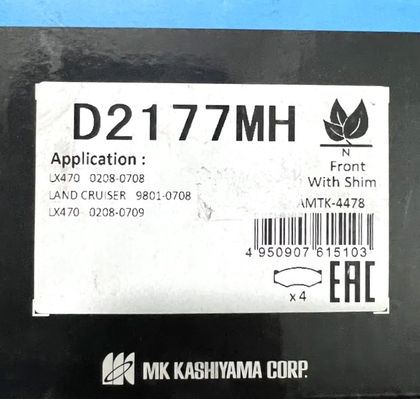 D2177MH
Application :
LX470 0208-0708
LAND CRUISER 9801-0708
LX470 0208-0709
N
Front
With Shim
AMTK-4478
4 950907 615103
x 4
EAC
MK KASHIYAMA CORP.